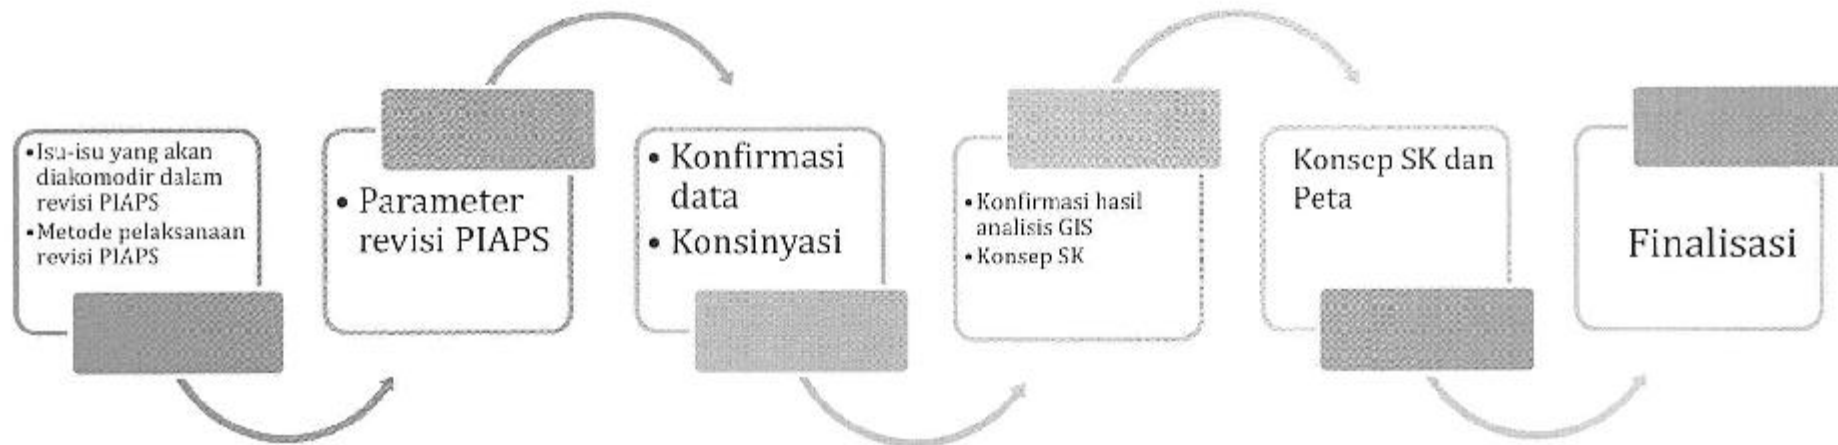 •Isu-isu yang akan
diakomodir dalam
revisi PIAPS
•Metode pelaksanaan
revisi PIAPS
• Parameter
revisi PIAPS
• Konfirmasi
data
• Konsinyasi
•Konfirmasi hasil
analisis GIS
•Konsep SK
Konsep SK dan
Peta
Finalisasi